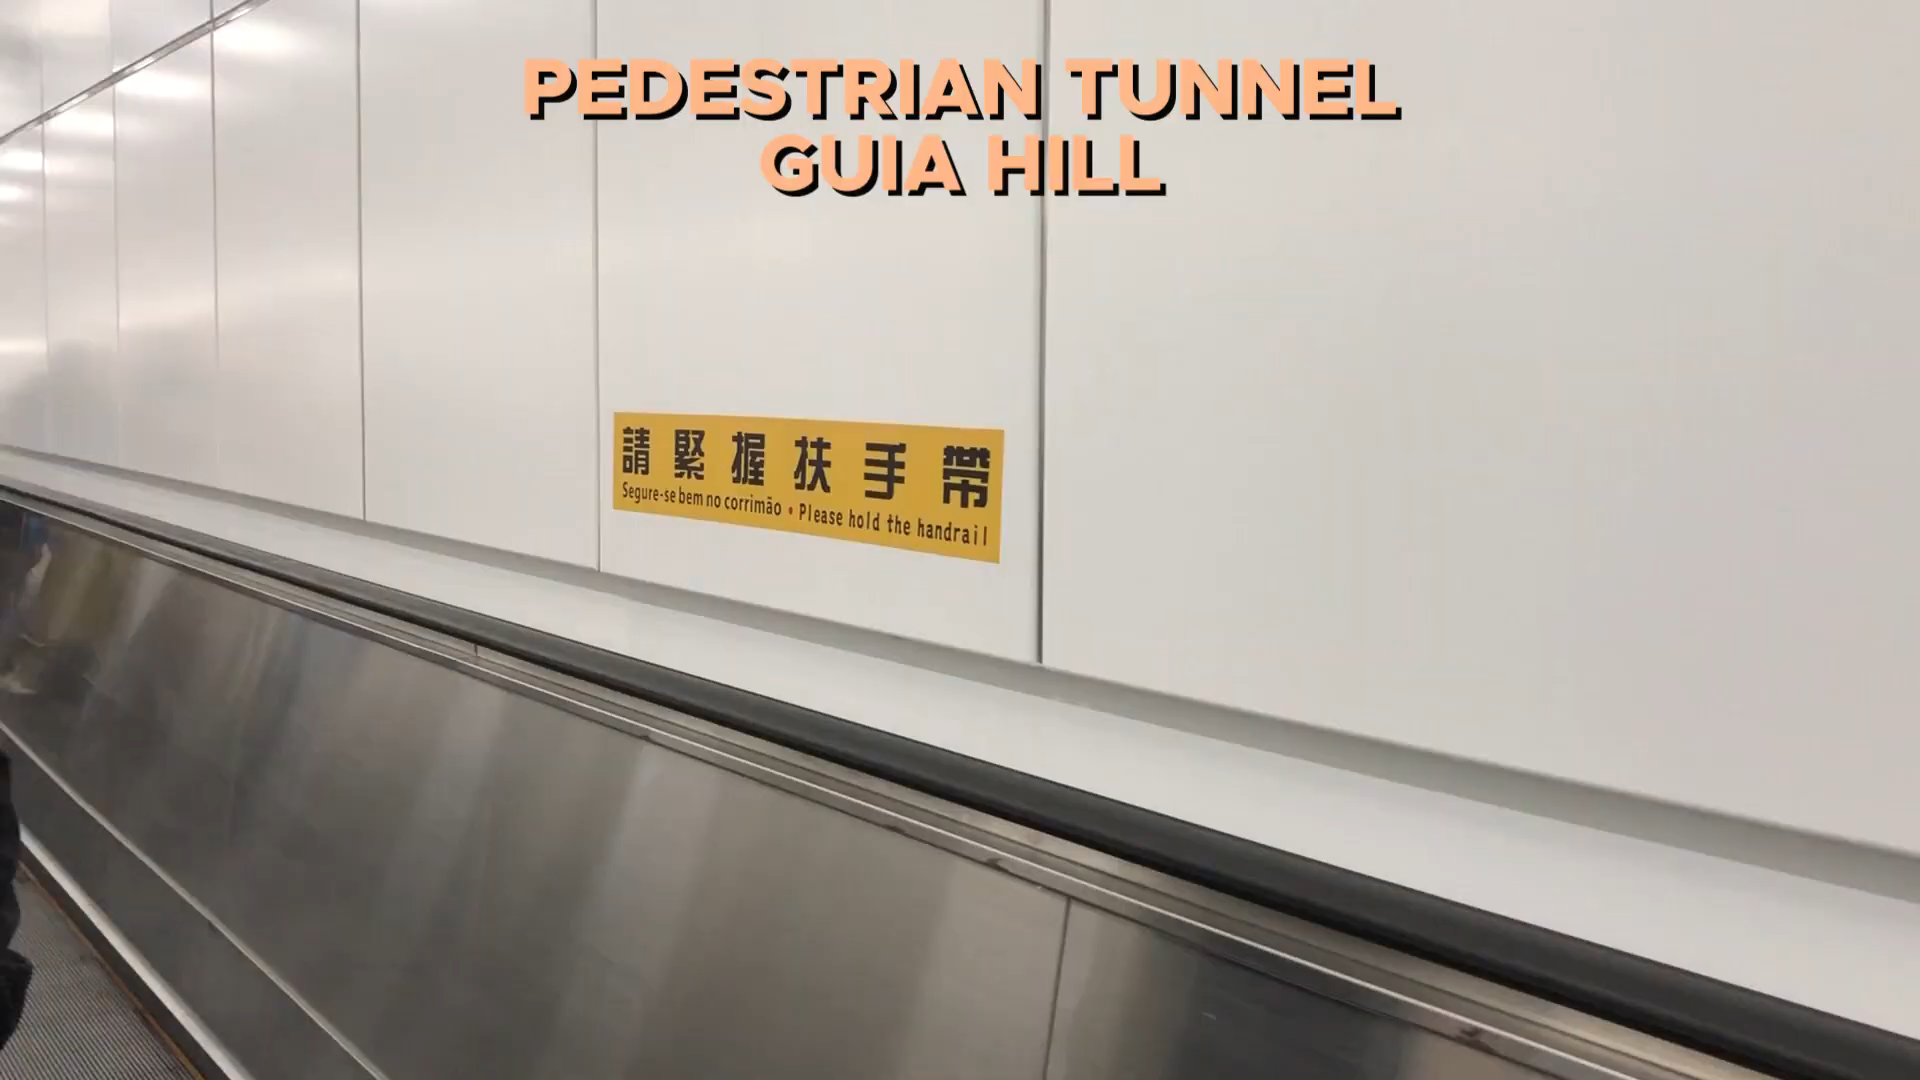 PEDESTRIAN TUNNEL
GUIA HILL
請緊握扶手帶
Segure-se bem no corrimão • Please hold the handrail